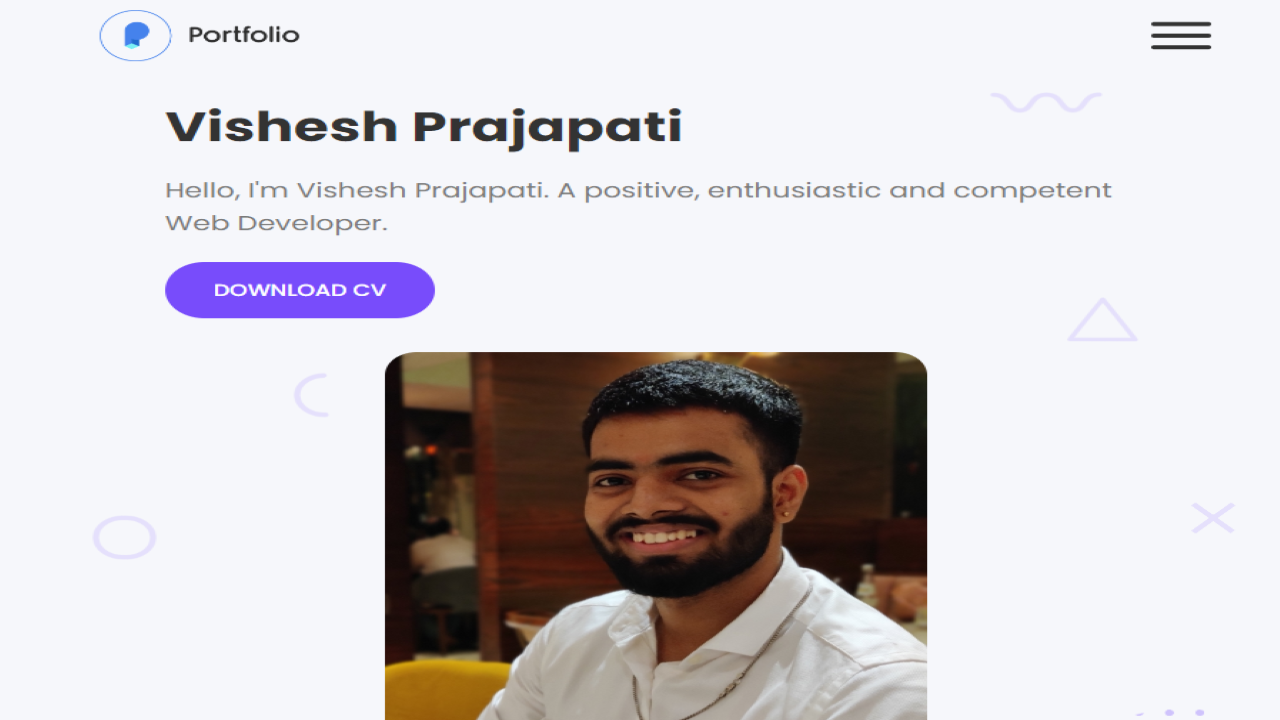 Portfolio
Vishesh Prajapati
Hello, I'm Vishesh Prajapati. A positive, enthusiastic and competent
Web Developer.
DOWNLOAD CV